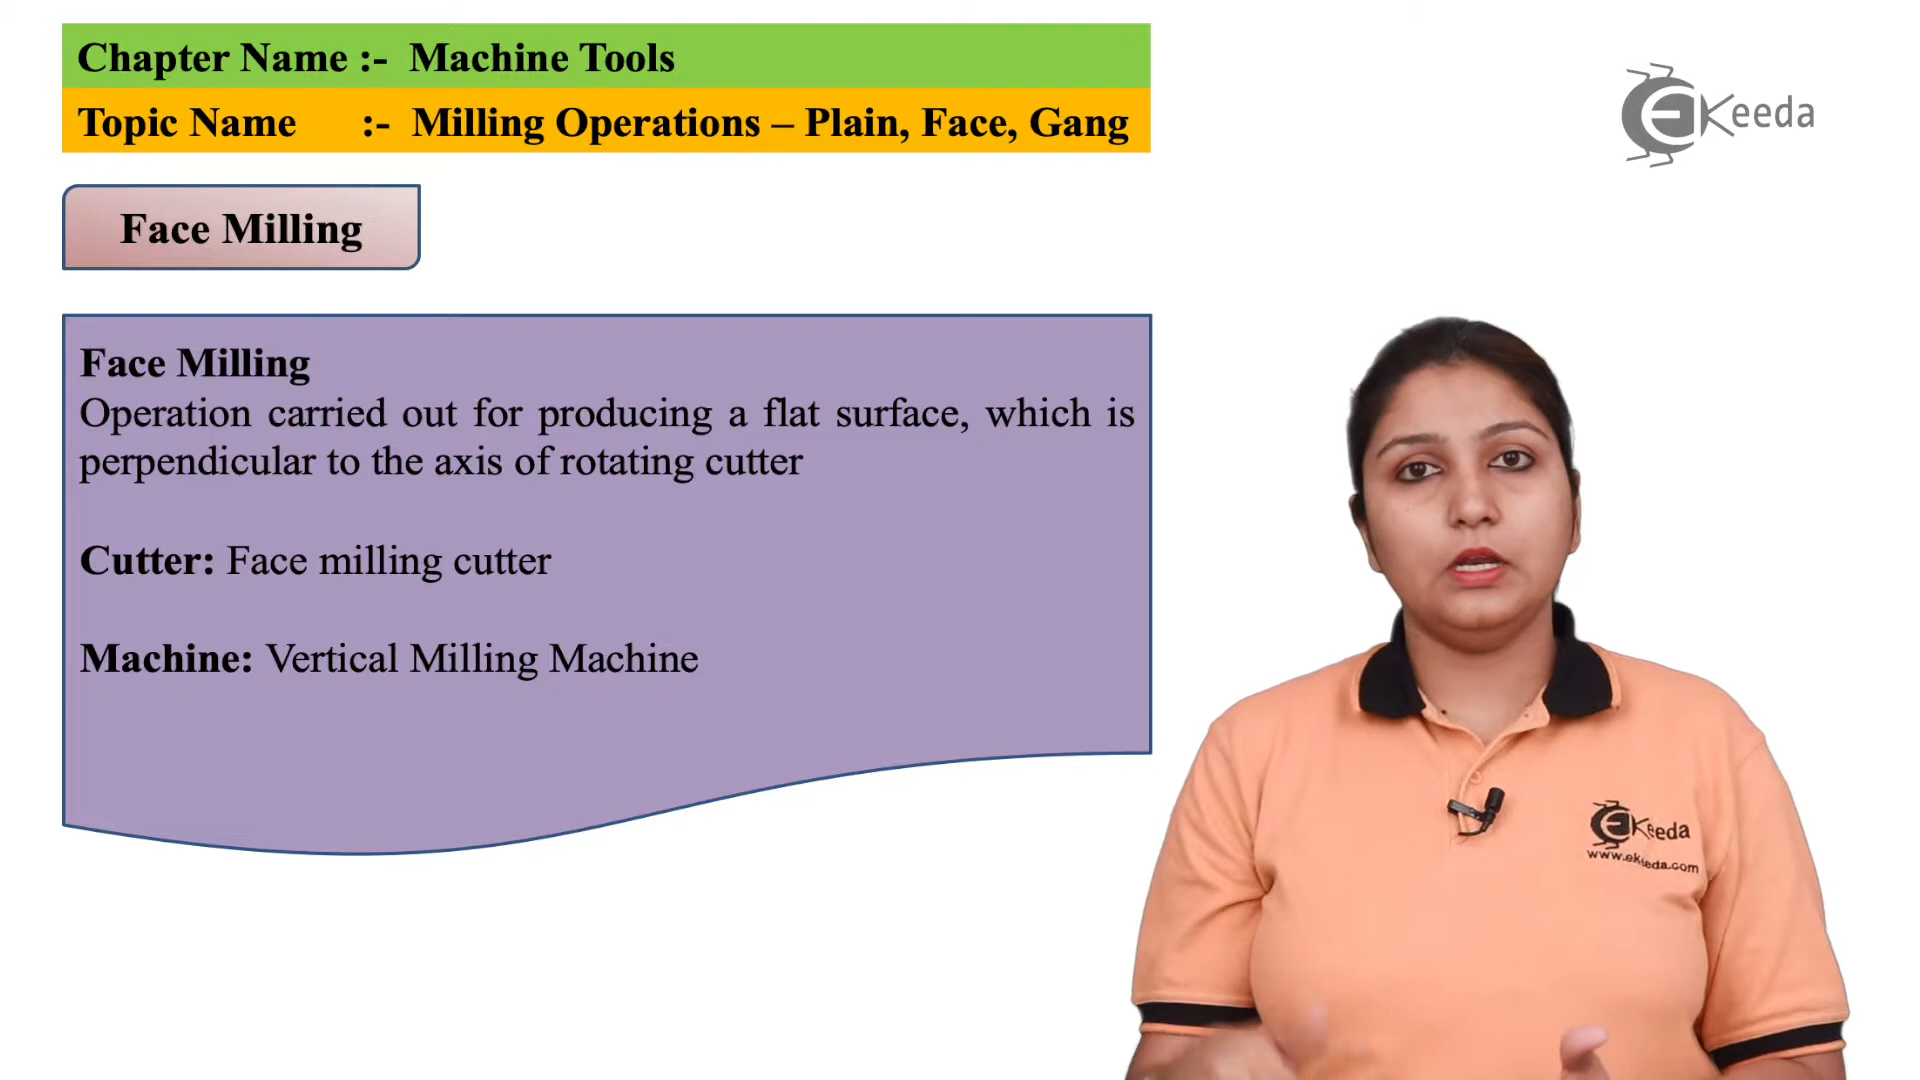 Chapter Name :- Machine Tools
Topic Name :- Milling Operations – Plain, Face, Gang
EKeeda
Face Milling
Face Milling
Operation carried out for producing a flat surface, which is
perpendicular to the axis of rotating cutter
Cutter: Face milling cutter
Machine: Vertical Milling Machine
EKeeda
www.ekeeda.com